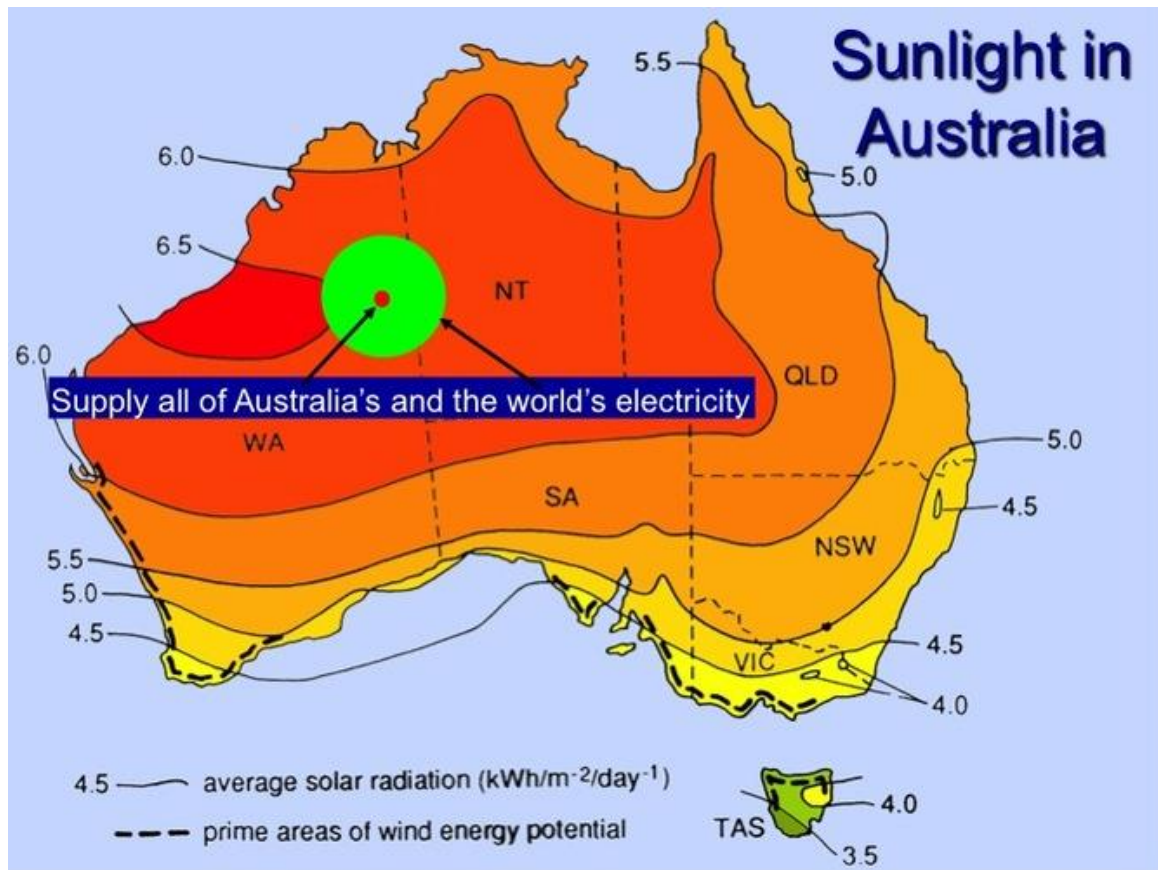 Sunlight in
Australia
5.5
6.0
5.0
6.5
NT
6.0
QLD
Supply all of Australia's and the world's electricity
WA
5.0
SA
4.5
NSW
5.5
5.0
4.5
4.5
VIC
4.0
4.5 average solar radiation (kWh/m⁻²/day⁻¹)
4.0
prime areas of wind energy potential
TAS
3.5